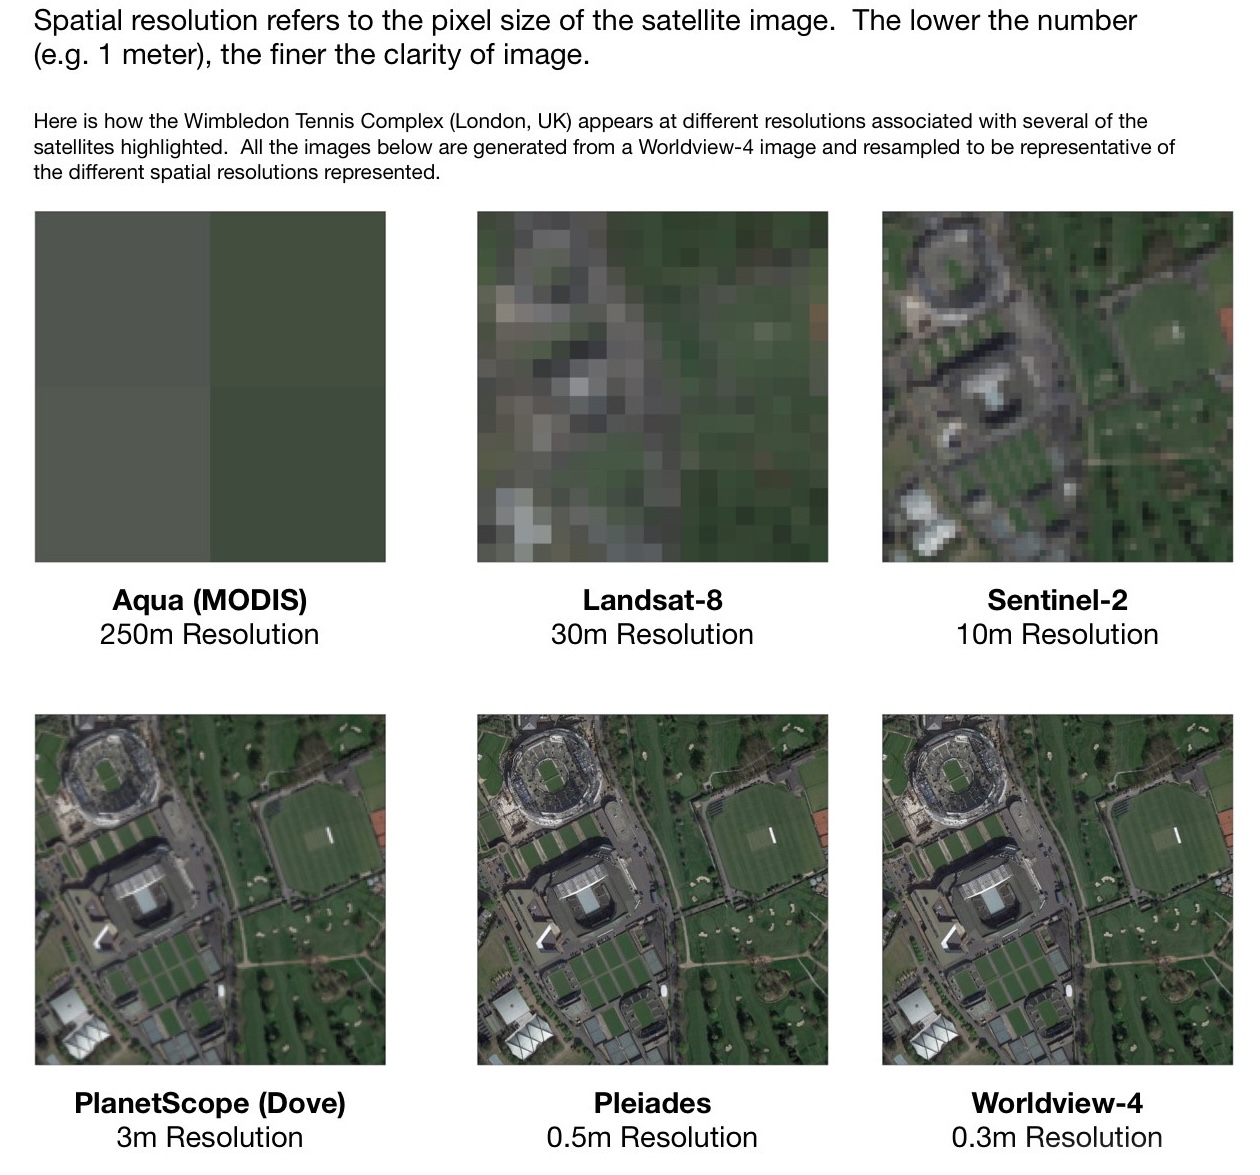 Spatial resolution refers to the pixel size of the satellite image.  The lower the number
(e.g. 1 meter), the finer the clarity of image.
Here is how the Wimbledon Tennis Complex (London, UK) appears at different resolutions associated with several of the
satellites highlighted.  All the images below are generated from a Worldview-4 image and resampled to be representative of
the different spatial resolutions represented.
Aqua (MODIS)
250m Resolution
Landsat-8
30m Resolution
Sentinel-2
10m Resolution
PlanetScope (Dove)
3m Resolution
Pleiades
0.5m Resolution
Worldview-4
0.3m Resolution